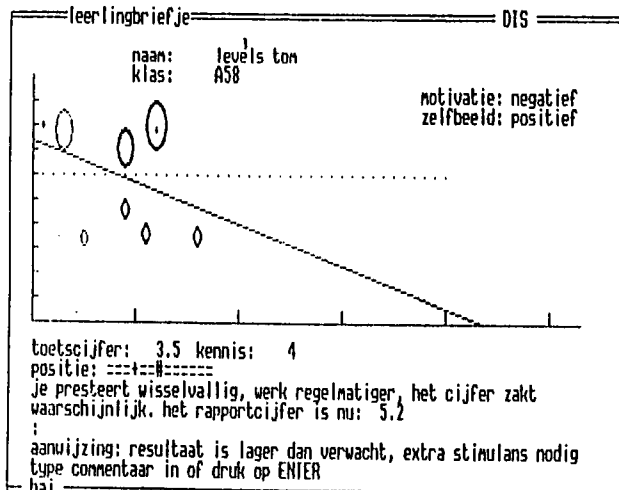 leerlingbriefje DIS
naam: levels tom
klas: A58
motivatie: negatief
zelfbeeld: positief
toetscijfer: 3.5 kennis: 4
positie: ===+==#======
je presteert wisselvallig, werk regelmatiger, het cijfer zakt
waarschijnlijk. het rapportcijfer is nu: 5.2
:
aanwijzing: resultaat is lager dan verwacht, extra stimulans nodig
type commentaar in of druk op ENTER
hai